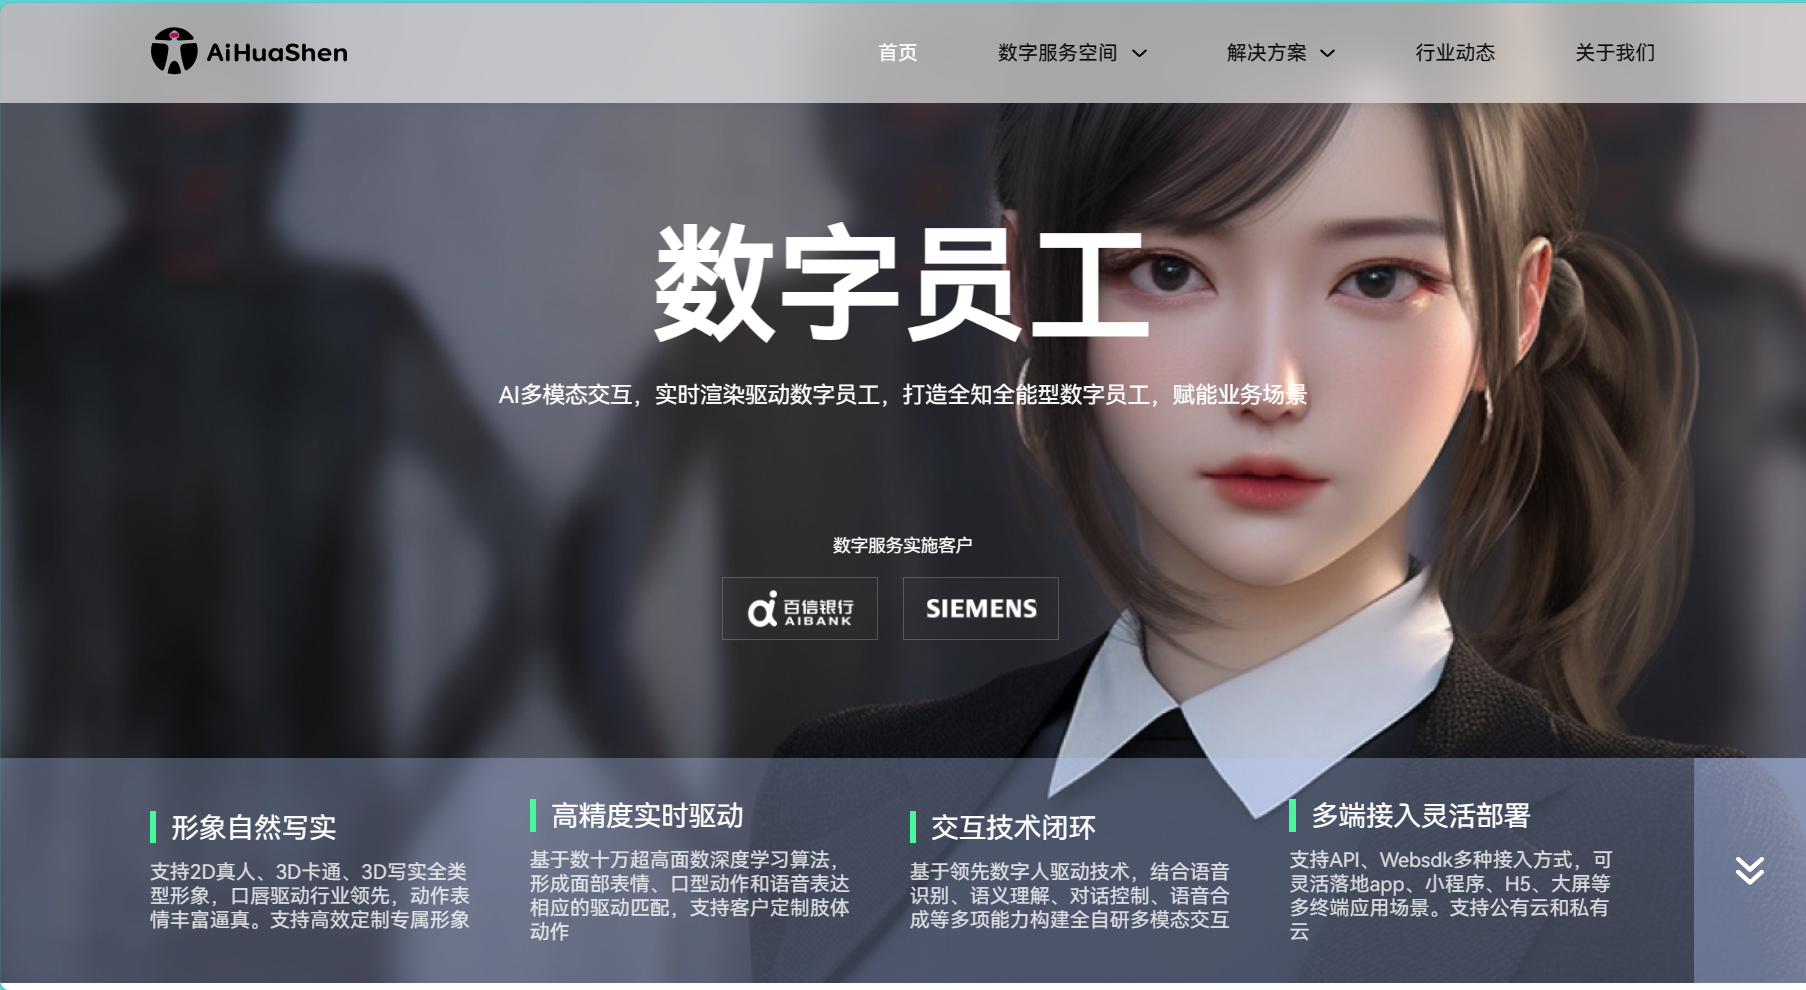 AiHuaShen
首页
数字服务空间
解决方案
行业动态
关于我们
数字员工
AI多模态交互，实时渲染驱动数字员工，打造全知全能型数字员工，赋能业务场景
数字服务实施客户
百信银行
AIBANK
SIEMENS
形象自然写实
支持2D真人、3D卡通、3D写实全类
型形象，口唇驱动行业领先，动作表
情丰富逼真。支持高效定制专属形象
高精度实时驱动
基于数十万超高面数深度学习算法，
形成面部表情、口型动作和语音表达
相应的驱动匹配，支持客户定制肢体
动作
交互技术闭环
基于领先数字人驱动技术，结合语音
识别、语义理解、对话控制、语音合
成等多项能力构建全自研多模态交互
多端接入灵活部署
支持API、Websdk多种接入方式，可
灵活落地app、小程序、H5、大屏等
多终端应用场景。支持公有云和私有
云